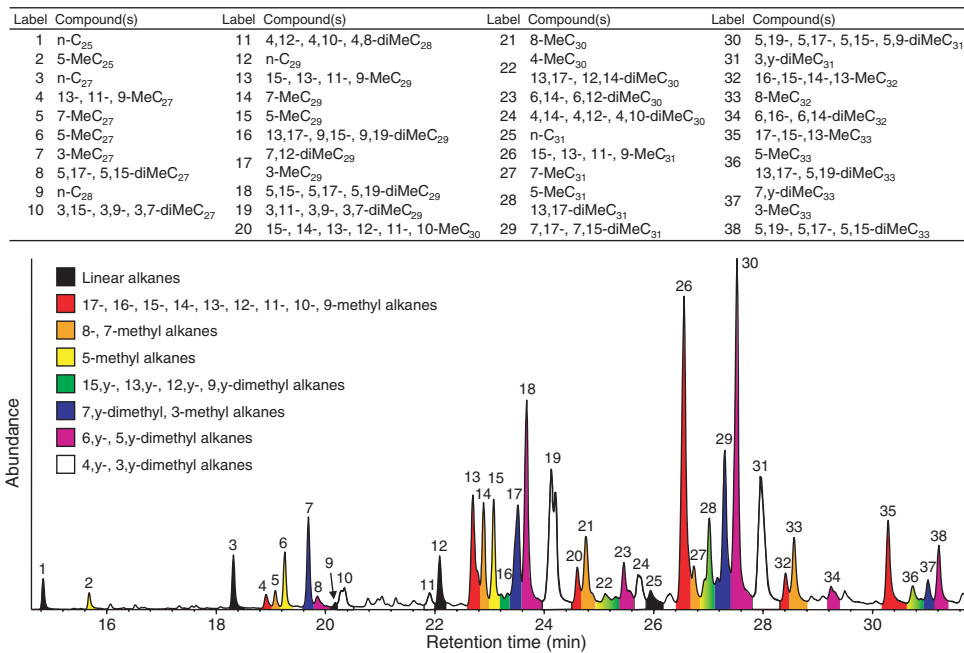 Label Compound(s) Label Compound(s) Label Compound(s) Label Compound(s)
1 n-C25 11 4,12-, 4,10-, 4,8-diMeC28 21 8-MeC30 30 5,19-, 5,17-, 5,15-, 5,9-diMeC31
2 5-MeC25 12 n-C29 22 4-MeC30 31 3,y-diMeC31
3 n-C27 13 15-, 13-, 11-, 9-MeC29 13,17-, 12,14-diMeC30 32 16-,15-,14-,13-MeC32
4 13-, 11-, 9-MeC27 14 7-MeC29 23 6,14-, 6,12-diMeC30 33 8-MeC32
5 7-MeC27 15 5-MeC29 24 4,14-, 4,12-, 4,10-diMeC30 34 6,16-, 6,14-diMeC32
6 5-MeC27 16 13,17-, 9,15-, 9,19-diMeC29 25 n-C31 35 17-,15-,13-MeC33
7 3-MeC27 17 7,12-diMeC29 26 15-, 13-, 11-, 9-MeC31 36 5-MeC33
8 5,17-, 5,15-diMeC27 3-MeC29 27 7-MeC31 13,17-, 5,19-diMeC33
9 n-C28 18 5,15-, 5,17-, 5,19-diMeC29 28 5-MeC31 37 7,y-diMeC33
10 3,15-, 3,9-, 3,7-diMeC27 19 3,11-, 3,9-, 3,7-diMeC29 13,17-diMeC31 3-MeC33
20 15-, 14-, 13-, 12-, 11-, 10-MeC30 29 7,17-, 7,15-diMeC31 38 5,19-, 5,17-, 5,15-diMeC33
Linear alkanes
17-, 16-, 15-, 14-, 13-, 12-, 11-, 10-, 9-methyl alkanes
8-, 7-methyl alkanes
5-methyl alkanes
15,y-, 13,y-, 12,y-, 9,y-dimethyl alkanes
7,y-dimethyl, 3-methyl alkanes
6,y-, 5,y-dimethyl alkanes
4,y-, 3,y-dimethyl alkanes
Abundance
1 2 3 4 5 6 7 8 9 10 11 12 13 14 15 16 17 18 19 20 21 22 23 24 25 26 27 28 29 30 31 32 33 34 35 36 37 38
16 18 20 22 24 26 28 30
Retention time (min)